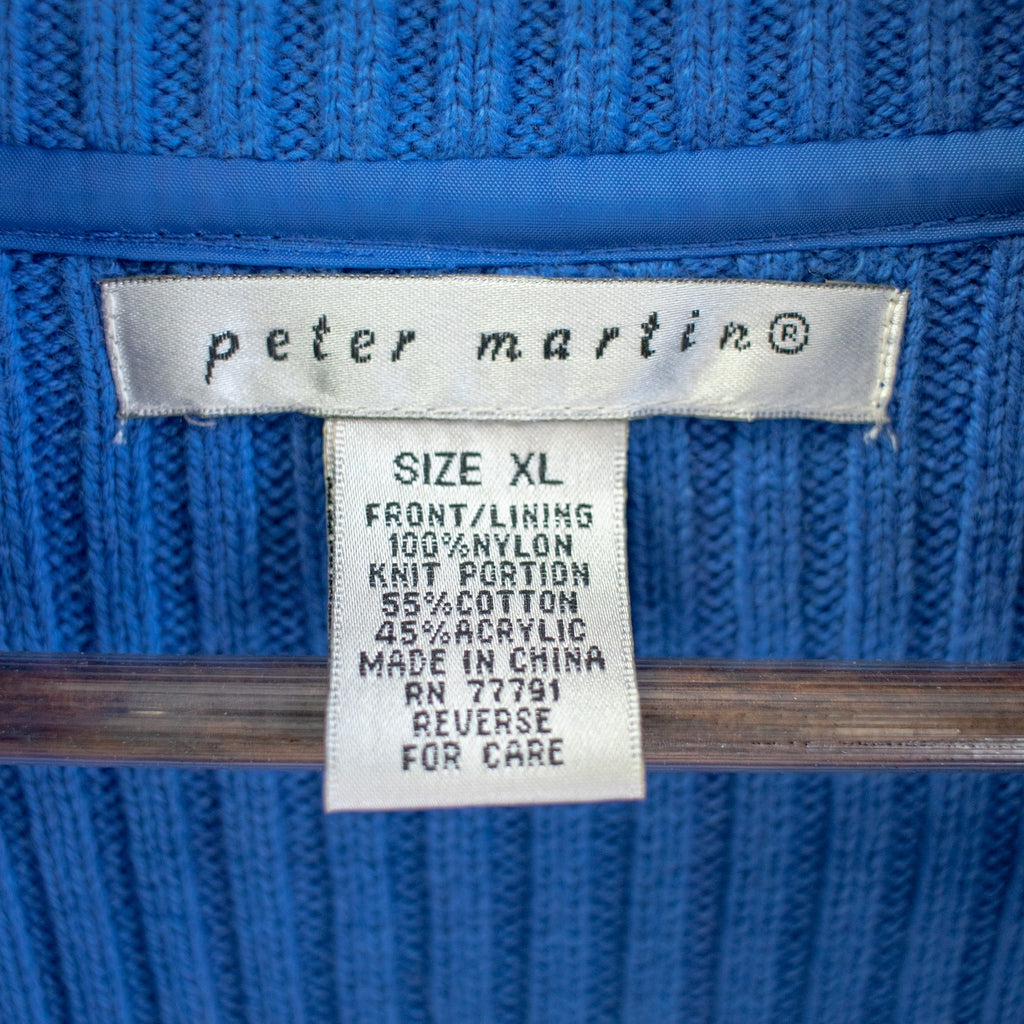 peter martin®
SIZE XL
FRONT/LINING
100%NYLON
KNIT PORTION
55%COTTON
45%ACRYLIC
MADE IN CHINA
RN 77791
REVERSE
FOR CARE